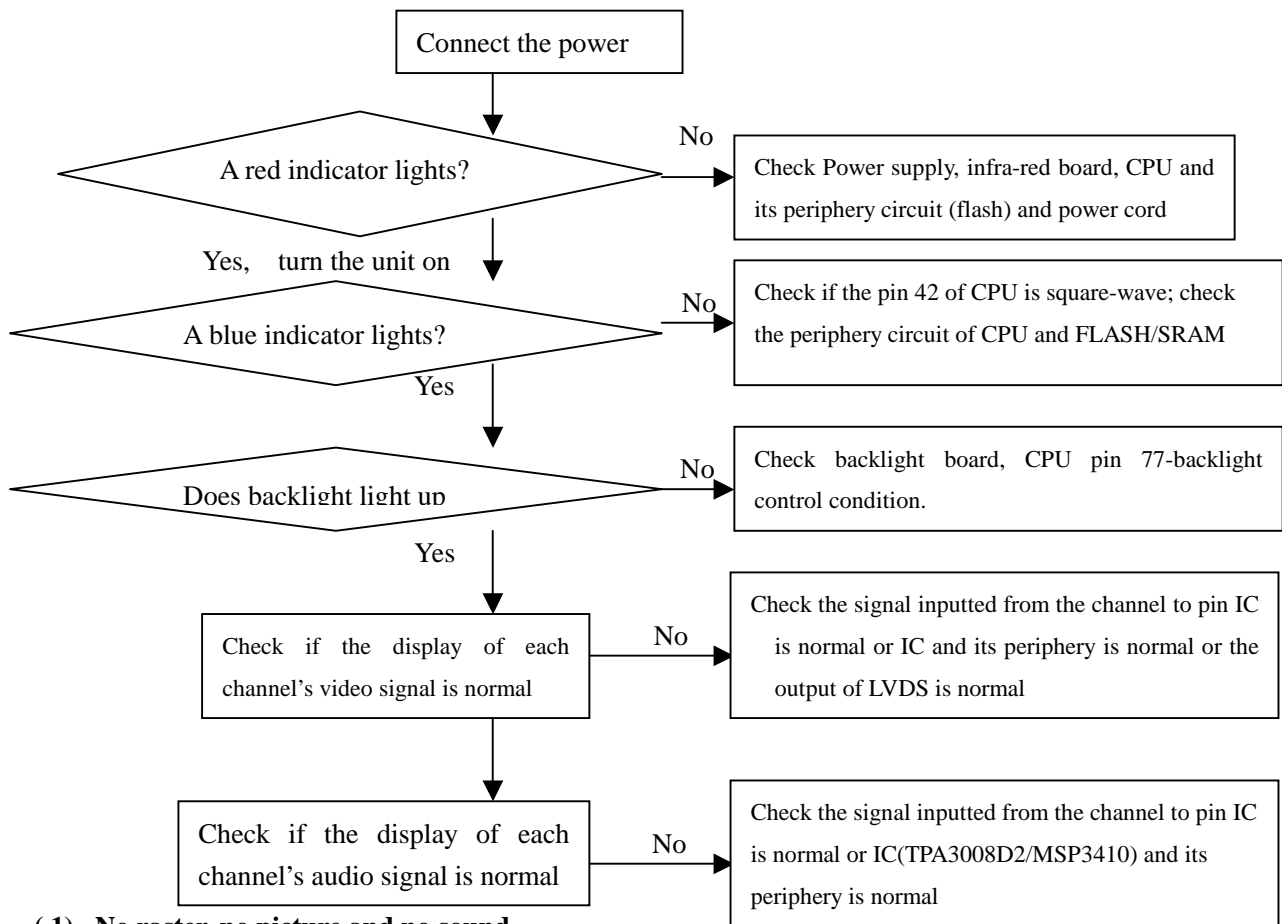 Connect the power
No
A red indicator lights?
Check Power supply, infra-red board, CPU and
its periphery circuit (flash) and power cord
Yes, turn the unit on
No
A blue indicator lights?
Check if the pin 42 of CPU is square-wave; check
the periphery circuit of CPU and FLASH/SRAM
Yes
No
Does backlight light up
Check backlight board, CPU pin 77-backlight
control condition.
Yes
Check if the display of each
channel's video signal is normal
No
Check the signal inputted from the channel to pin IC
is normal or IC and its periphery is normal or the
output of LVDS is normal
Check if the display of each
channel's audio signal is normal
No
Check the signal inputted from the channel to pin IC
is normal or IC(TPA3008D2/MSP3410) and its
periphery is normal
( 1) No raster, no picture and no sound